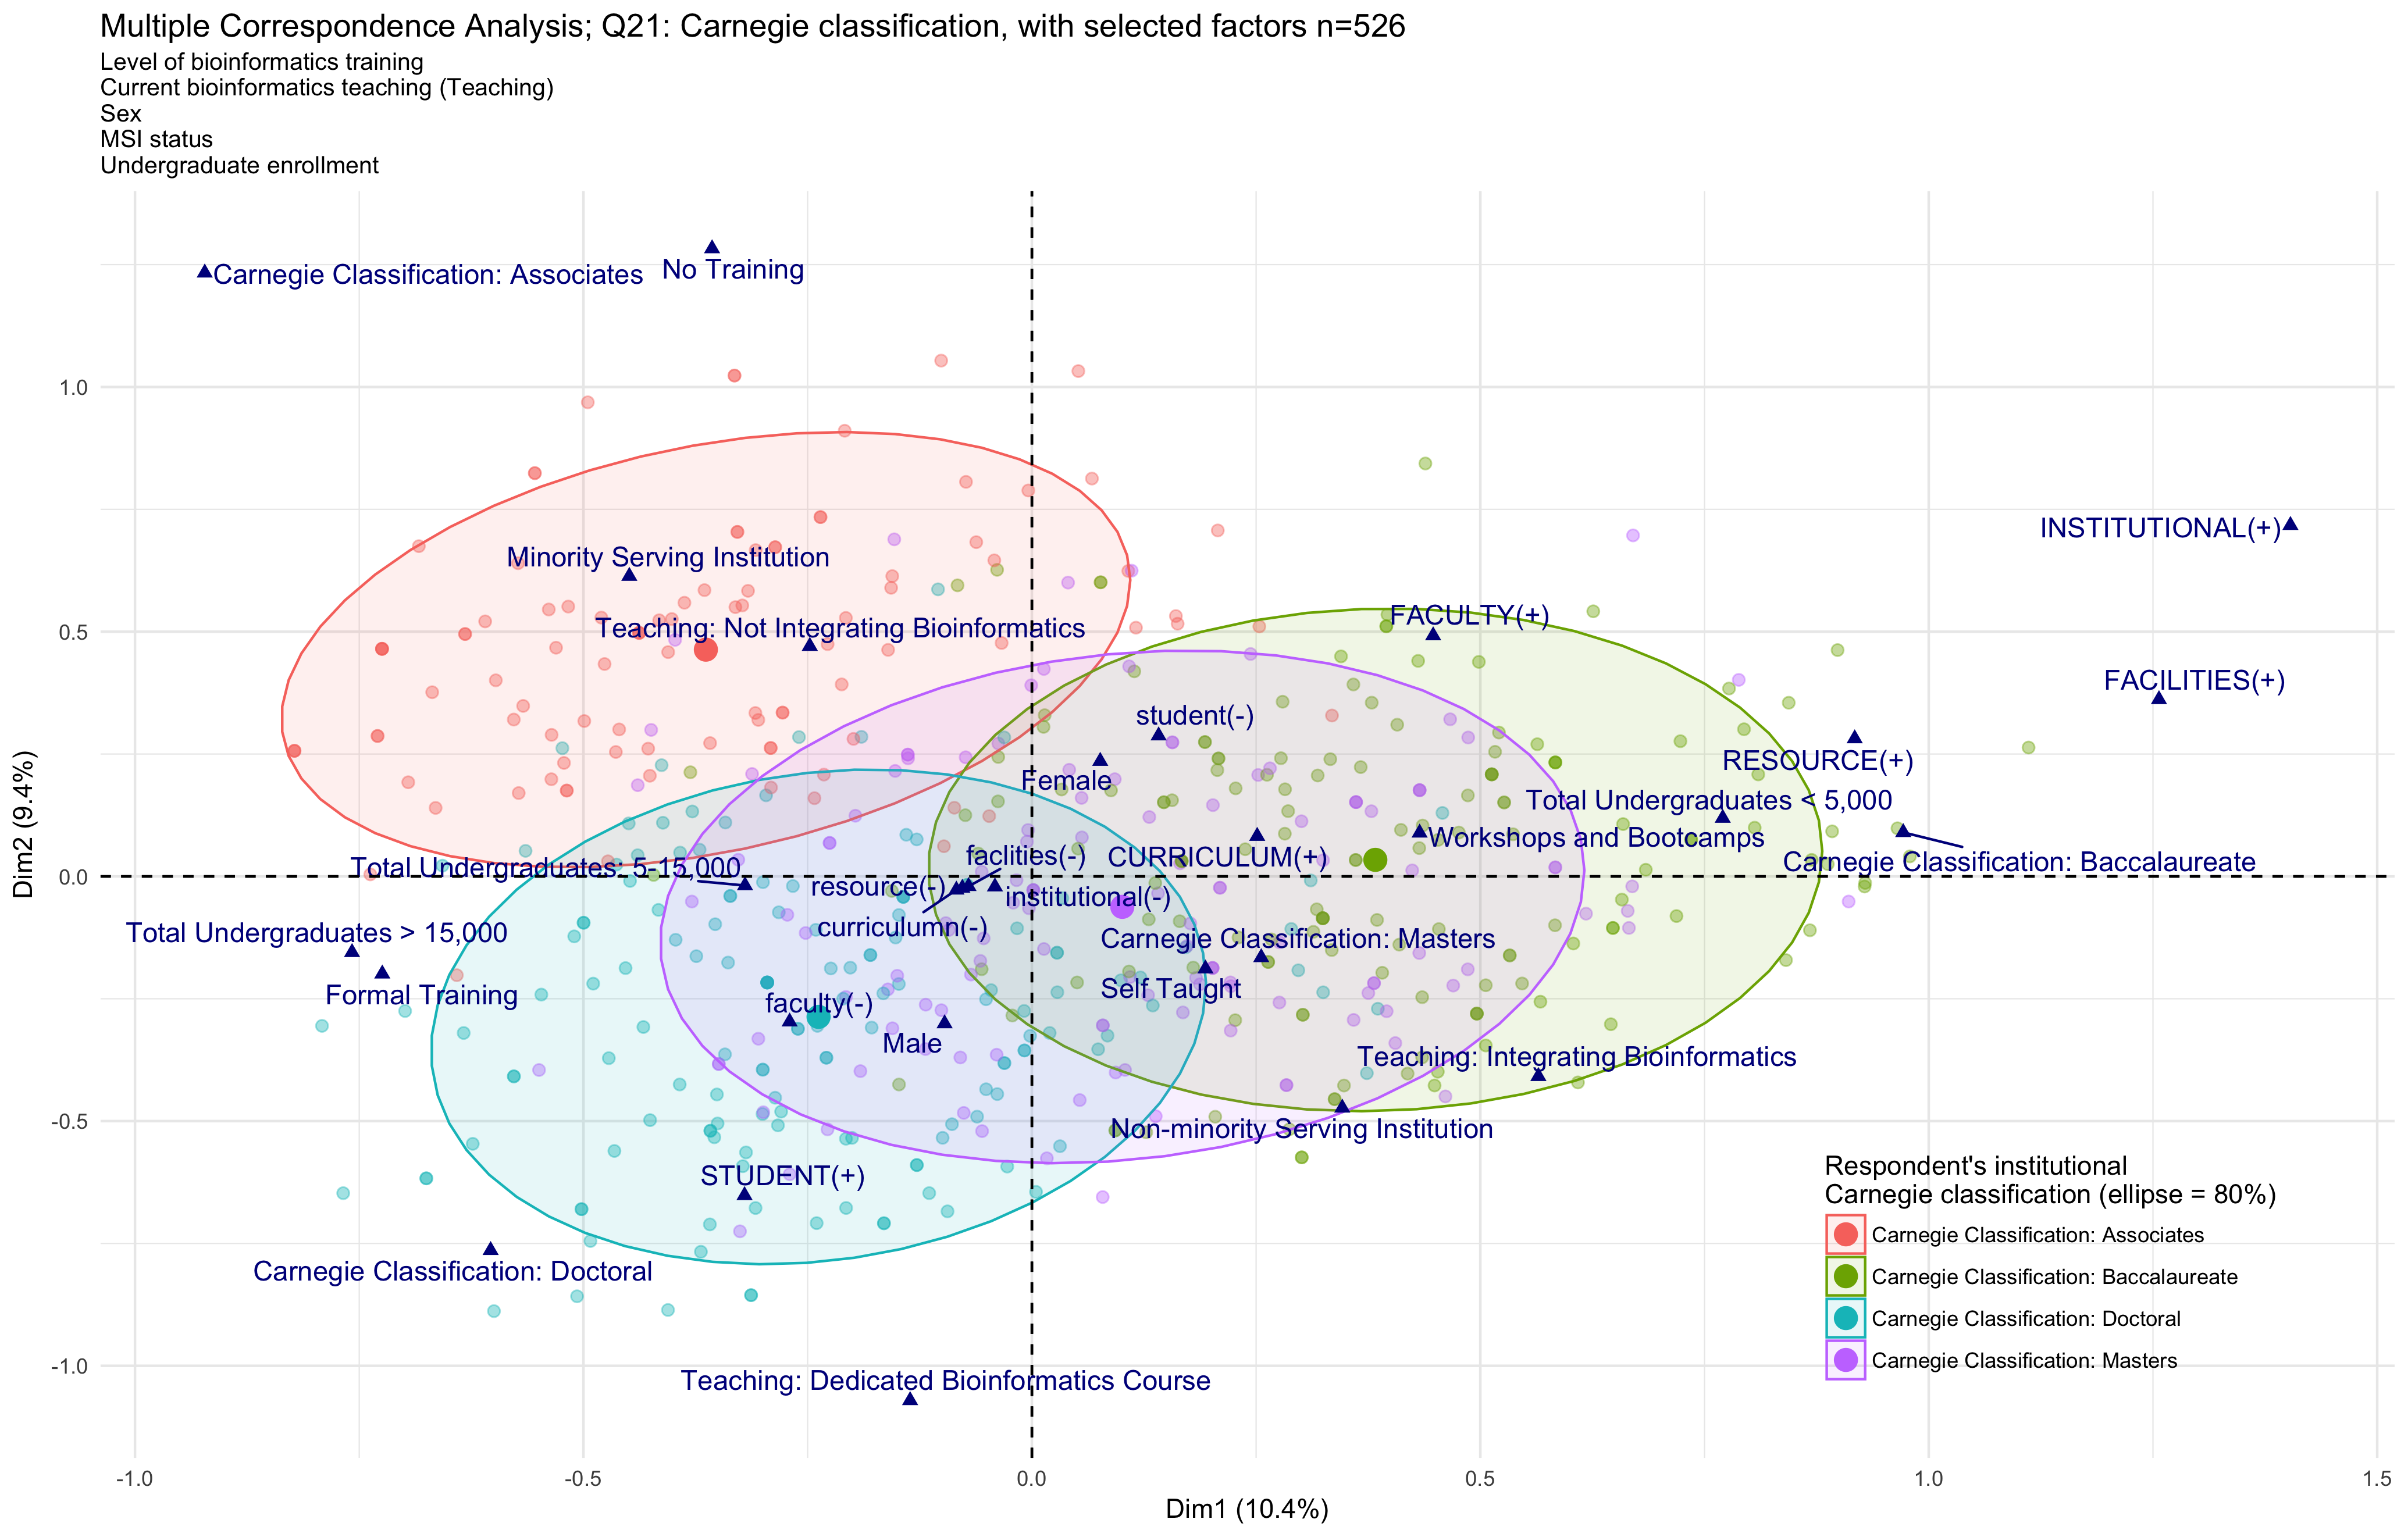 Multiple Correspondence Analysis; Q21: Carnegie classification, with selected factors n=526
Level of bioinformatics training
Current bioinformatics teaching (Teaching)
Sex
MSI status
Undergraduate enrollment
Carnegie Classification: Associates
No Training
1.0
INSTITUTIONAL(+)
Minority Serving Institution
FACULTY(+)
0.5
Teaching: Not Integrating Bioinformatics
FACILITIES(+)
student(-)
RESOURCE(+)
Female
Total Undergraduates < 5,000
Workshops and Bootcamps
faclities(-)
CURRICULUM(+)
Carnegie Classification: Baccalaureate
Total Undergraduates: 5-15,000
0.0
resource(-)
institutional(-)
curriculumn(-)
Total Undergraduates > 15,000
Carnegie Classification: Masters
Formal Training
Self Taught
faculty(-)
Male
Teaching: Integrating Bioinformatics
-0.5
Non-minority Serving Institution
STUDENT(+)
Carnegie Classification: Doctoral
Respondent's institutional
Carnegie classification (ellipse = 80%)
Carnegie Classification: Associates
Carnegie Classification: Baccalaureate
Carnegie Classification: Doctoral
Carnegie Classification: Masters
-1.0
Teaching: Dedicated Bioinformatics Course
Dim2 (9.4%)
-1.0
-0.5
0.0
0.5
1.0
1.5
Dim1 (10.4%)